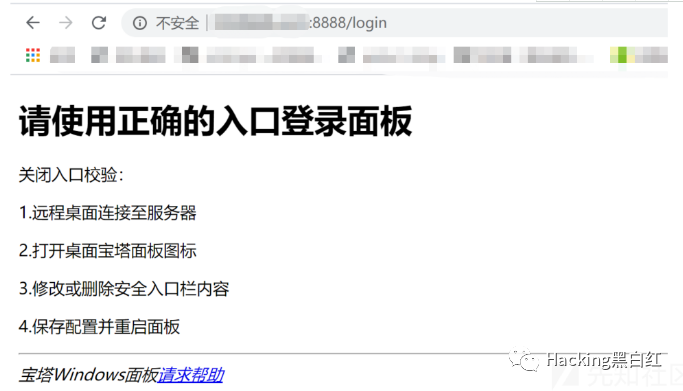 不安全
:8888/login
请使用正确的入口登录面板
关闭入口校验：
1.远程桌面连接至服务器
2.打开桌面宝塔面板图标
3.修改或删除安全入口栏内容
4.保存配置并重启面板
宝塔Windows面板请求帮助
Hacking黑白红
先知社区